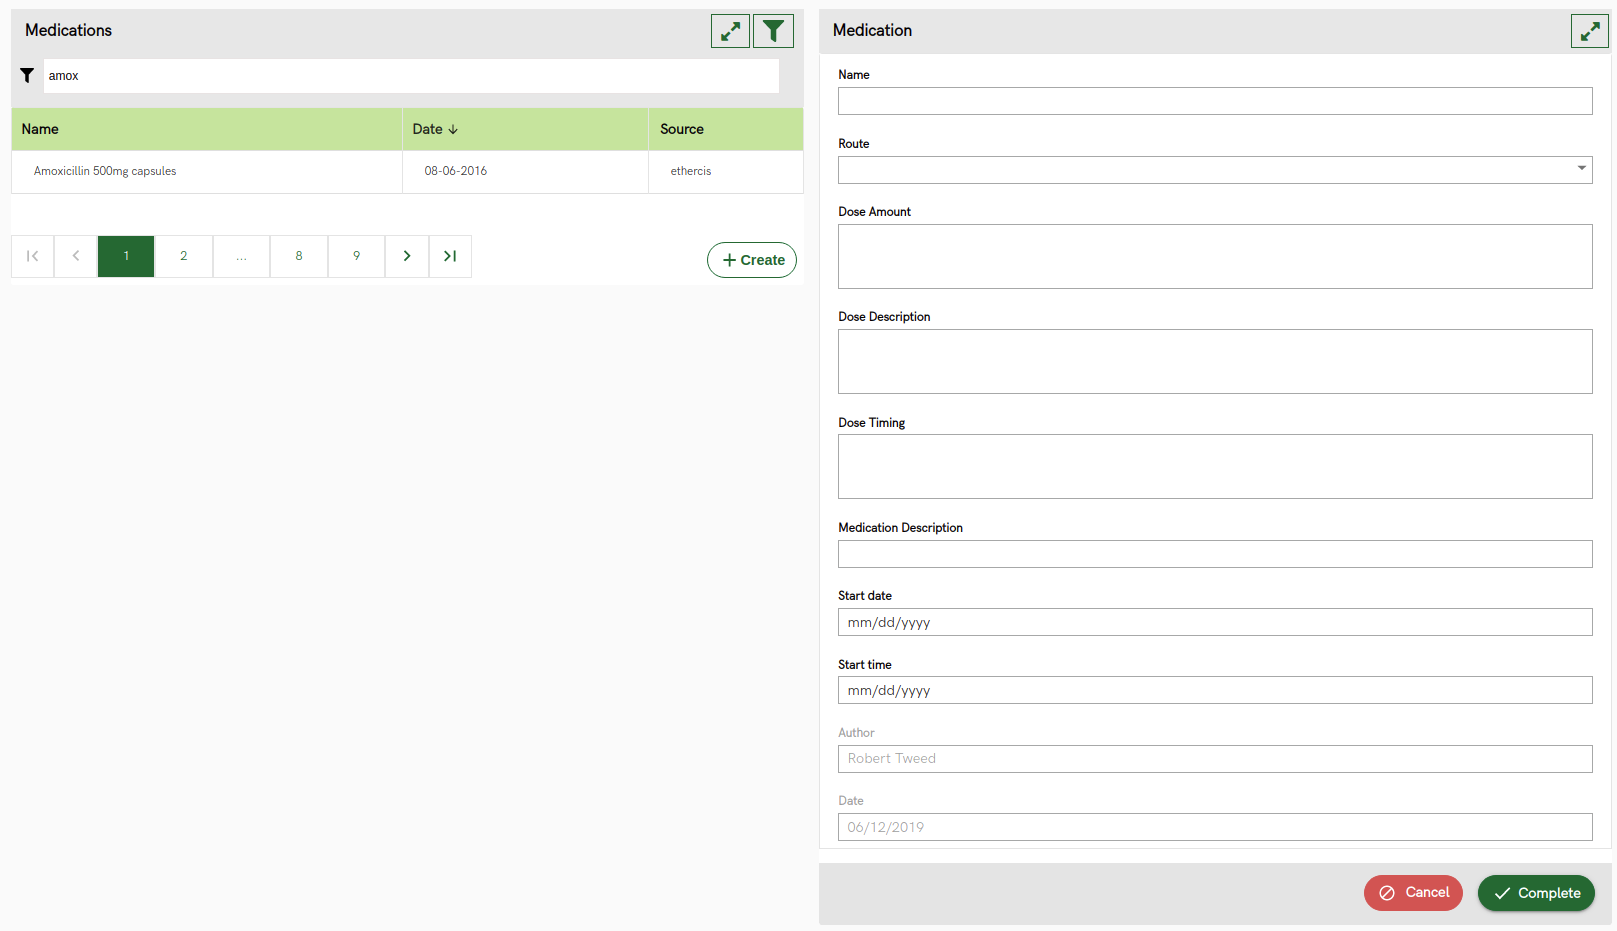 Medications
amox
Name Date Source
Amoxicillin 500mg capsules 08-06-2016 ethercis
1 2 ... 8 9
Create
Medication
Name
Route
Dose Amount
Dose Description
Dose Timing
Medication Description
Start date
mm/dd/yyyy
Start time
mm/dd/yyyy
Author
Robert Tweed
Date
06/12/2019
Cancel Complete